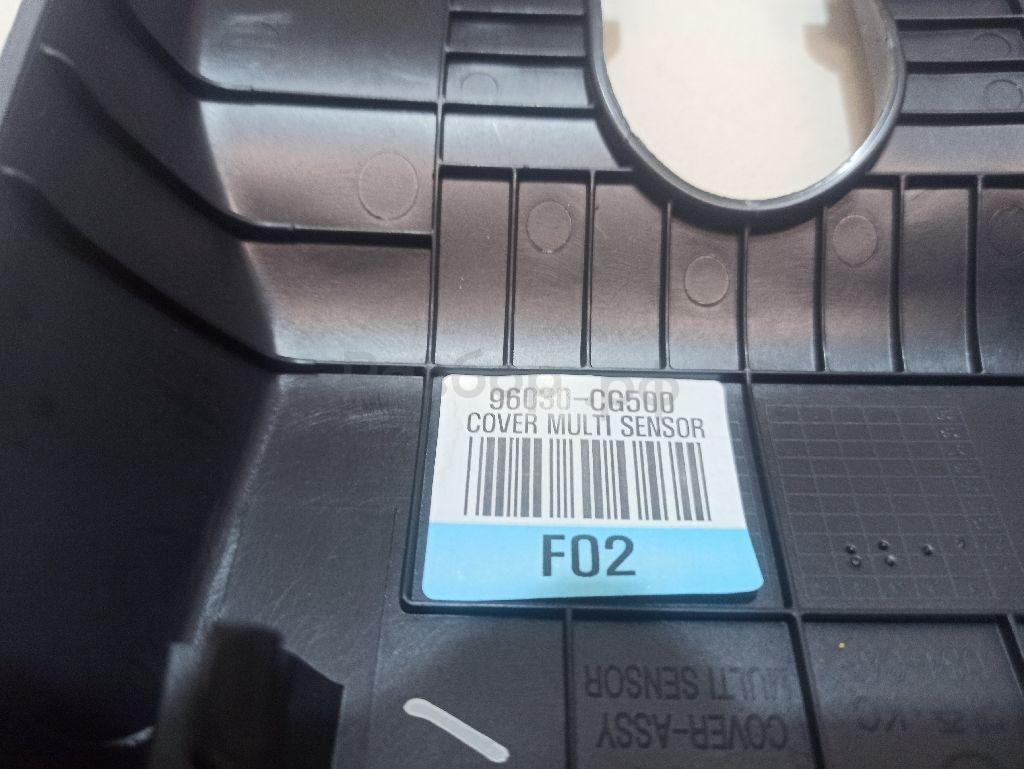 96030-CG500
COVER MULTI SENSOR
F02
COVER-ASSY
MULTI SENSOR